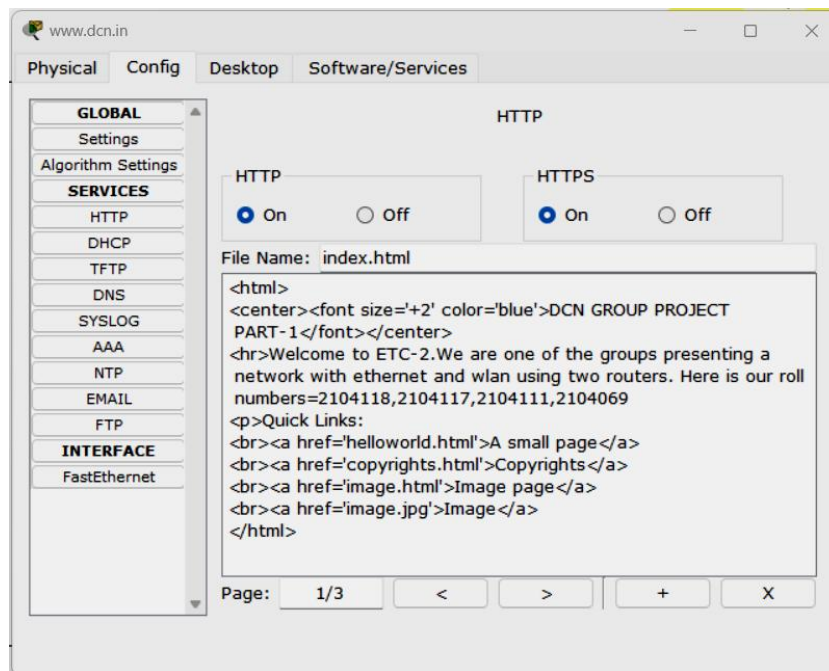 www.dcn.in
Physical Config Desktop Software/Services
GLOBAL
Settings
Algorithm Settings
SERVICES
HTTP
DHCP
TFTP
DNS
SYSLOG
AAA
NTP
EMAIL
FTP
INTERFACE
FastEthernet
HTTP
HTTP
On Off
HTTPS
On Off
File Name: index.html
<html>
<center><font size='+2' color='blue'>DCN GROUP PROJECT
PART-1</font></center>
<hr>Welcome to ETC-2.We are one of the groups presenting a
network with ethernet and wlan using two routers. Here is our roll
numbers=2104118,2104117,2104111,2104069
<p>Quick Links:
<br><a href='helloworld.html'>A small page</a>
<br><a href='copyrights.html'>Copyrights</a>
<br><a href='image.html'>Image page</a>
<br><a href='image.jpg'>Image</a>
</html>
Page: 1/3 < > + X